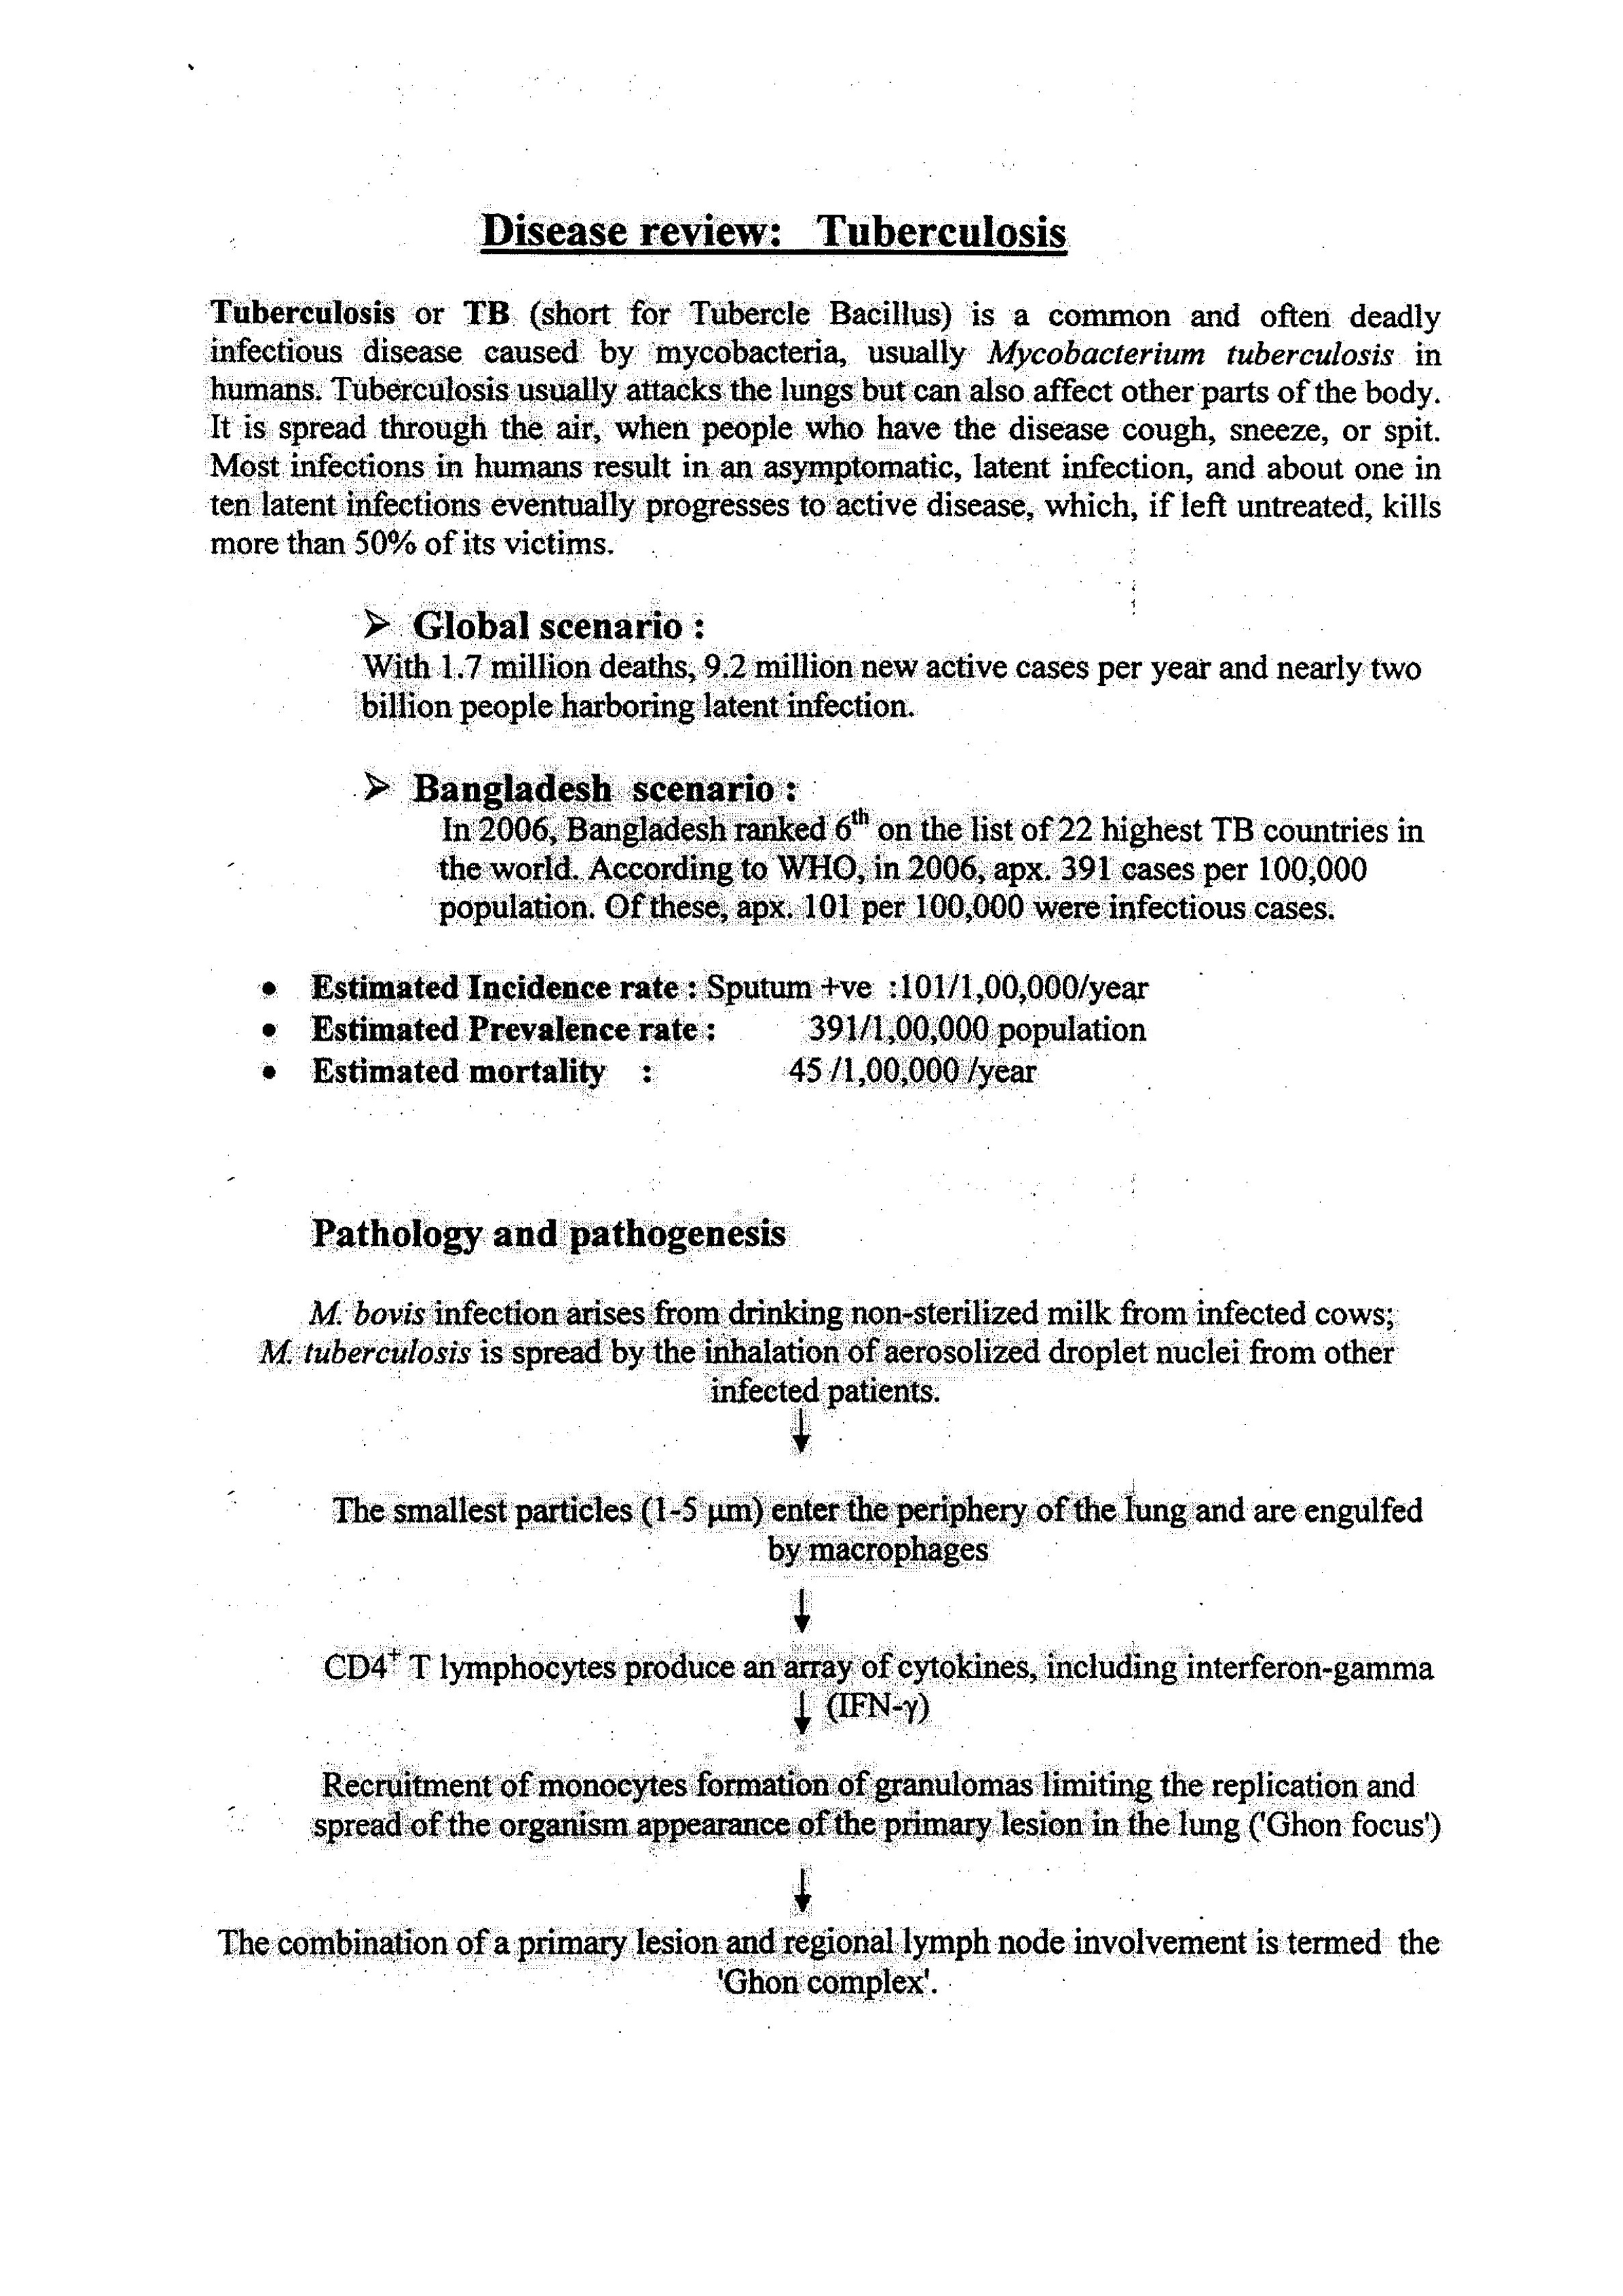 Disease review: Tuberculosis
Tuberculosis or TB (short for Tubercle Bacillus) is a common and often deadly
infectious disease caused by mycobacteria, usually Mycobacterium tuberculosis in
humans. Tuberculosis usually attacks the lungs but can also affect other parts of the body.
It is spread through the air, when people who have the disease cough, sneeze, or spit.
Most infections in humans result in an asymptomatic, latent infection, and about one in
ten latent infections eventually progresses to active disease, which, if left untreated, kills
more than 50% of its victims.
➢ Global scenario :
With 1.7 million deaths, 9.2 million new active cases per year and nearly two
billion people harboring latent infection.
➢ Bangladesh scenario :
In 2006, Bangladesh ranked 6th on the list of 22 highest TB countries in
the world. According to WHO, in 2006, apx. 391 cases per 100,000
population. Of these, apx. 101 per 100,000 were infectious cases.
• Estimated Incidence rate : Sputum +ve :101/1,00,000/year
• Estimated Prevalence rate : 391/1,00,000 population
• Estimated mortality : 45 /1,00,000 /year
Pathology and pathogenesis
M. bovis infection arises from drinking non-sterilized milk from infected cows;
M. tuberculosis is spread by the inhalation of aerosolized droplet nuclei from other
infected patients.
↓
The smallest particles (1-5 µm) enter the periphery of the lung and are engulfed
by macrophages
↓
CD4+ T lymphocytes produce an array of cytokines, including interferon-gamma
↓ (IFN-γ)
Recruitment of monocytes formation of granulomas limiting the replication and
spread of the organism appearance of the primary lesion in the lung ('Ghon focus')
↓
The combination of a primary lesion and regional lymph node involvement is termed the
'Ghon complex'.